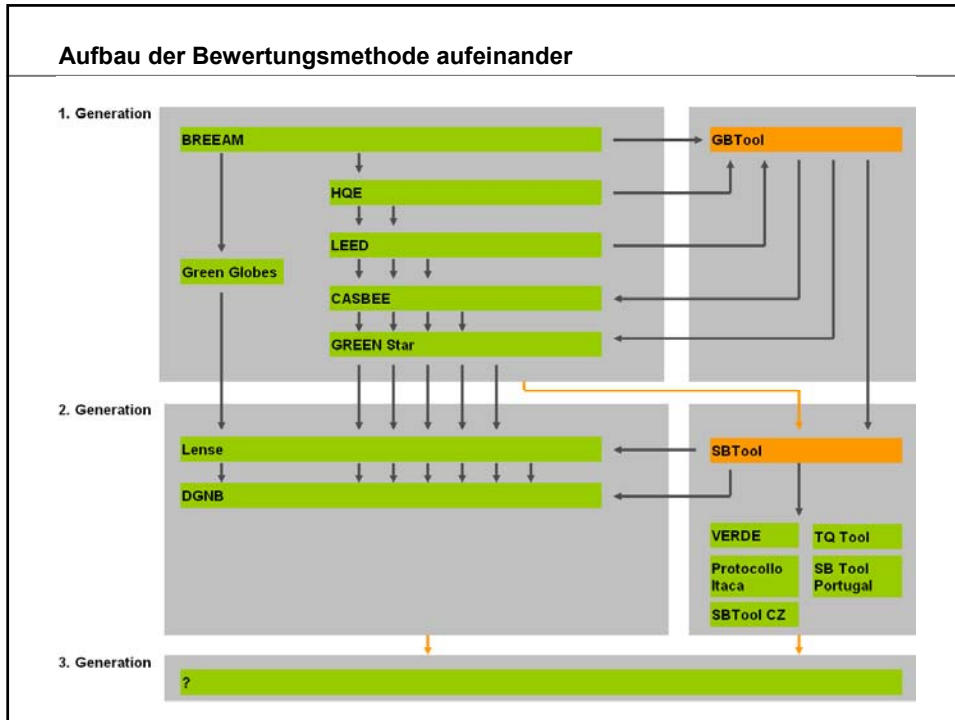 Aufbau der Bewertungsmethode aufeinander
1. Generation
BREEAM
GBTool
HQE
LEED
Green Globes
CASBEE
GREEN Star
2. Generation
Lense
SBTool
DGNB
VERDE
TQ Tool
Protocollo
Itaca
SB Tool
Portugal
SBTool CZ
3. Generation
?